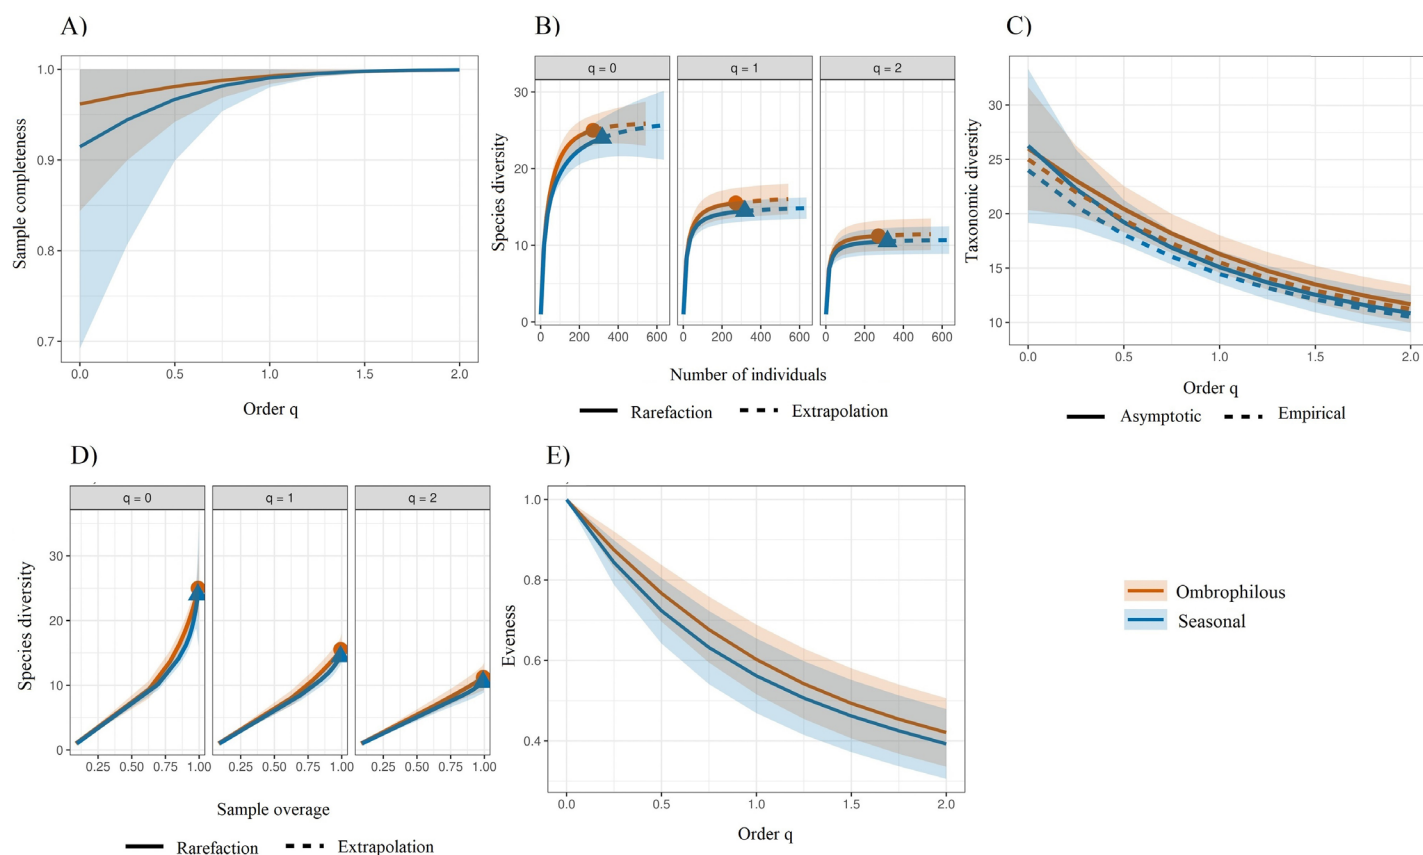 A)
Sample completeness
1.0
0.9
0.8
0.7
0.0 0.5 1.0 1.5 2.0
Order q
B)
q = 0 q = 1 q = 2
Species diversity
30
20
10
0
0 200 400 600 0 200 400 600 0 200 400 600
Number of individuals
Rarefaction Extrapolation
C)
Taxonomic diversity
30
25
20
15
10
0.0 0.5 1.0 1.5 2.0
Order q
Asymptotic Empirical
D)
q = 0 q = 1 q = 2
Species diversity
30
20
10
0
0.25 0.50 0.75 1.00 0.25 0.50 0.75 1.00 0.25 0.50 0.75 1.00
Sample overage
Rarefaction Extrapolation
E)
Eveness
1.0
0.8
0.6
0.4
0.0 0.5 1.0 1.5 2.0
Order q
Ombrophilous
Seasonal